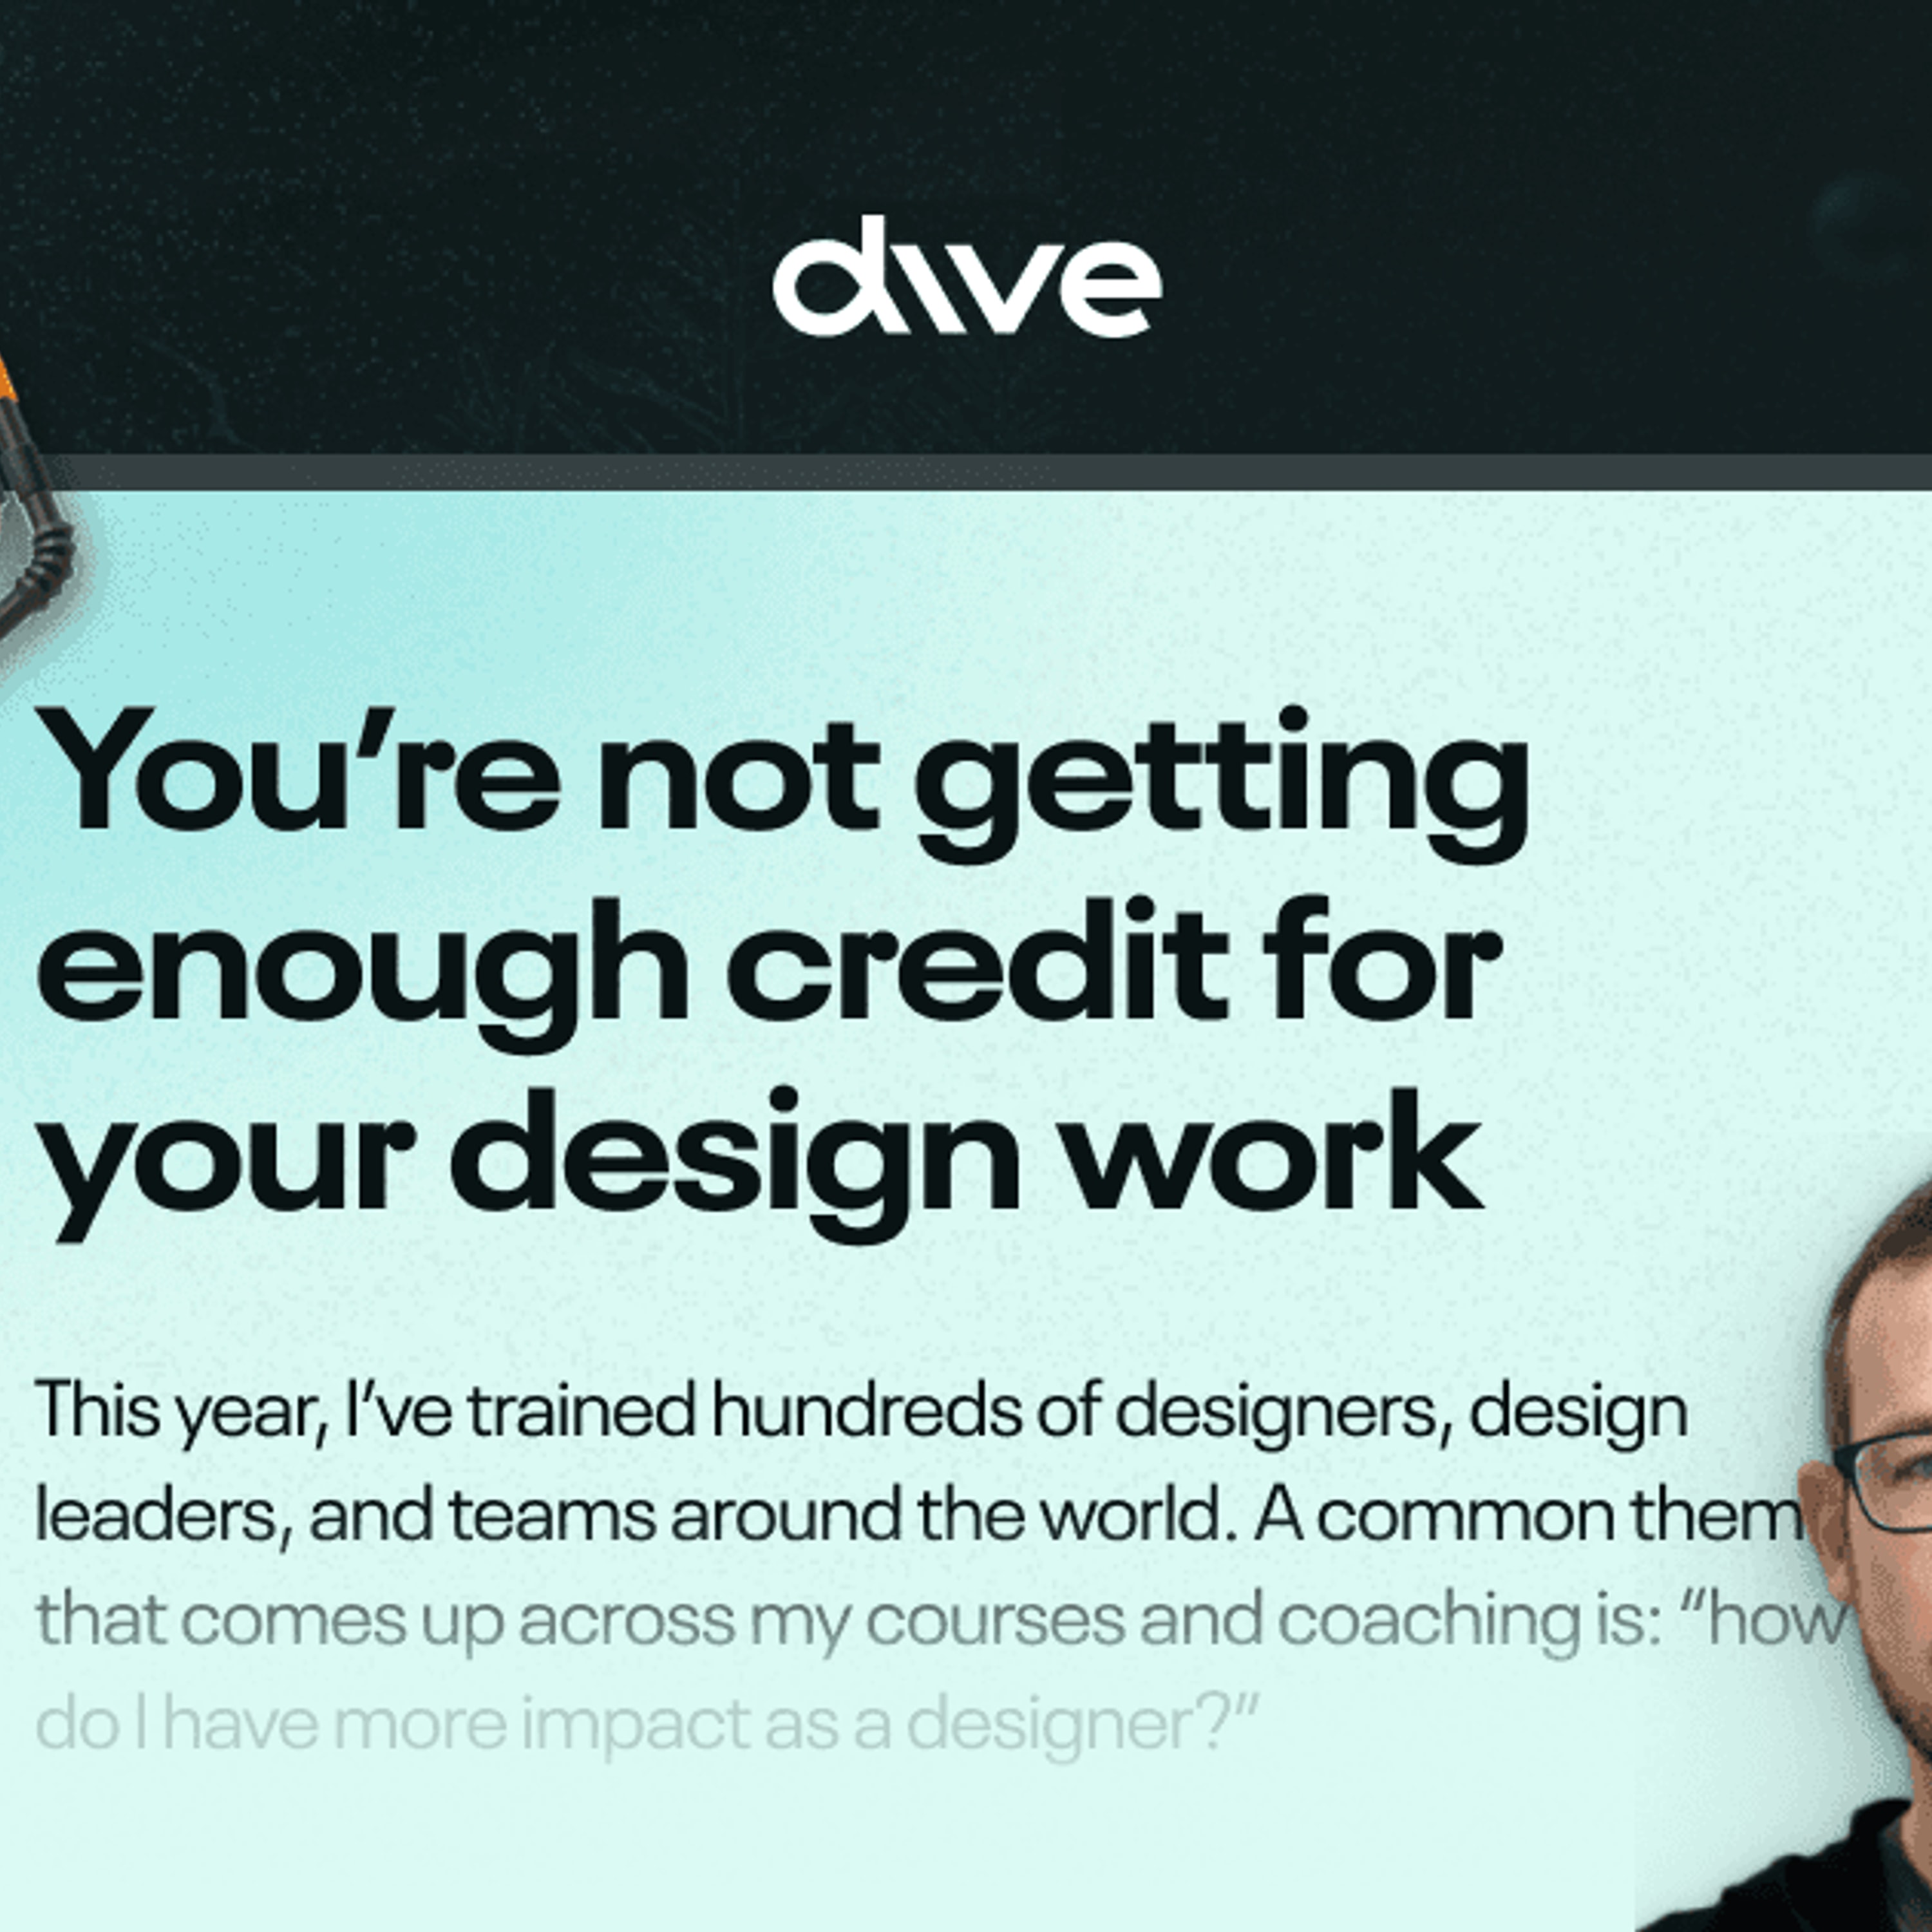 dive
You’re not getting
enough credit for
your design work
This year, I’ve trained hundreds of designers, design
leaders, and teams around the world. A common them
that comes up across my courses and coaching is: “how
do I have more impact as a designer?”